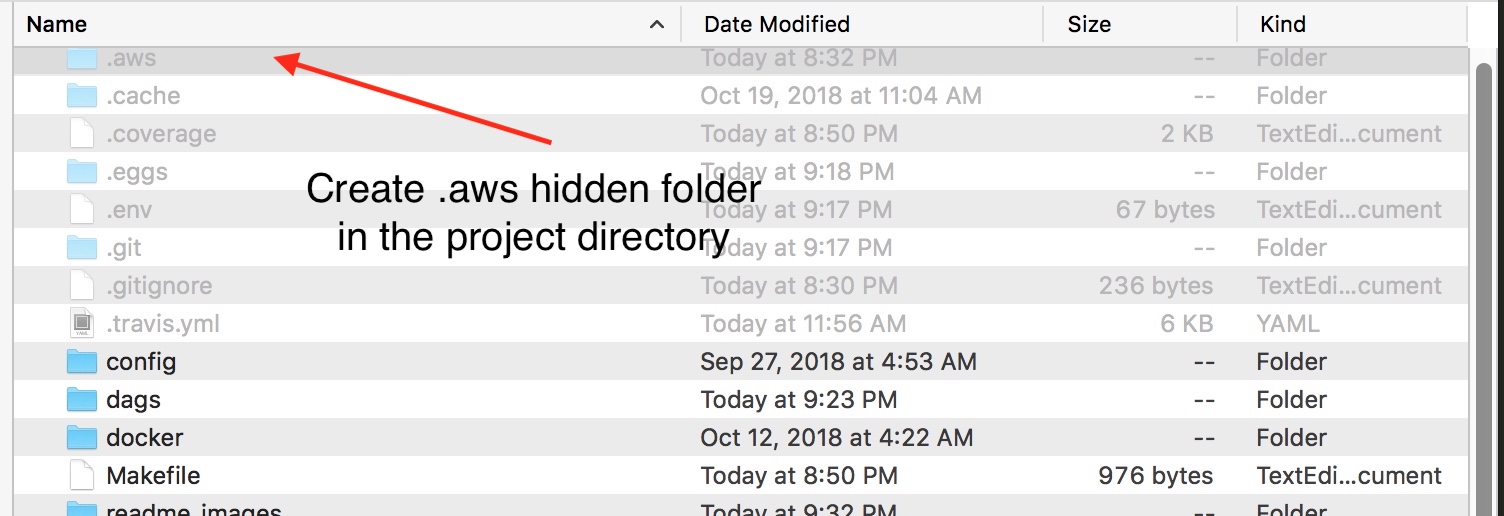 Name Date Modified Size Kind
.aws Today at 8:32 PM -- Folder
.cache Oct 19, 2018 at 11:04 AM -- Folder
.coverage Today at 8:50 PM 2 KB TextEdi...cument
.eggs Today at 9:18 PM -- Folder
.env Today at 9:17 PM 67 bytes TextEdi...cument
.git Today at 9:17 PM -- Folder
.gitignore Today at 8:30 PM 236 bytes TextEdi...cument
.travis.yml Today at 11:56 AM 6 KB YAML
config Sep 27, 2018 at 4:53 AM -- Folder
dags Today at 9:23 PM -- Folder
docker Oct 12, 2018 at 4:22 AM -- Folder
Makefile Today at 8:50 PM 976 bytes TextEdi...cument
readme_images Today at 9:32 PM -- Folder
Create .aws hidden folder
in the project directory